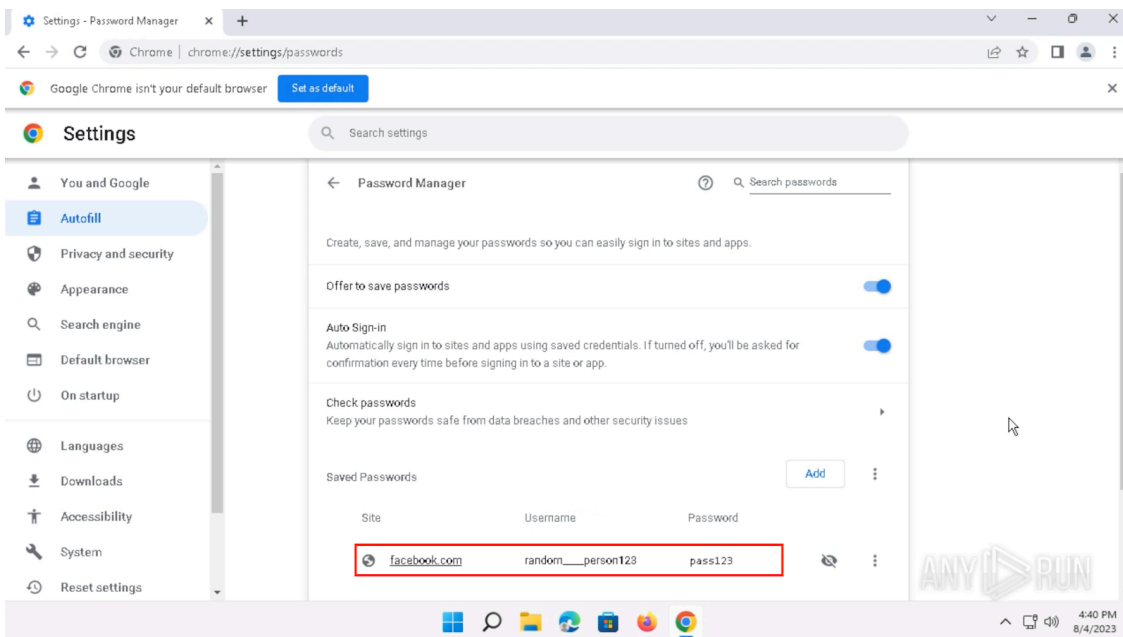 Settings - Password Manager
Chrome | chrome://settings/passwords
Google Chrome isn't your default browser
Set as default
Settings
Search settings
You and Google
Autofill
Privacy and security
Appearance
Search engine
Default browser
On startup
Languages
Downloads
Accessibility
System
Reset settings
Password Manager
Search passwords
Create, save, and manage your passwords so you can easily sign in to sites and apps.
Offer to save passwords
Auto Sign-in
Automatically sign in to sites and apps using saved credentials. If turned off, you'll be asked for
confirmation every time before signing in to a site or app.
Check passwords
Keep your passwords safe from data breaches and other security issues
Saved Passwords
Add
Site Username Password
facebook.com random___person123 pass123
ANY RUN
4:40 PM
8/4/2023